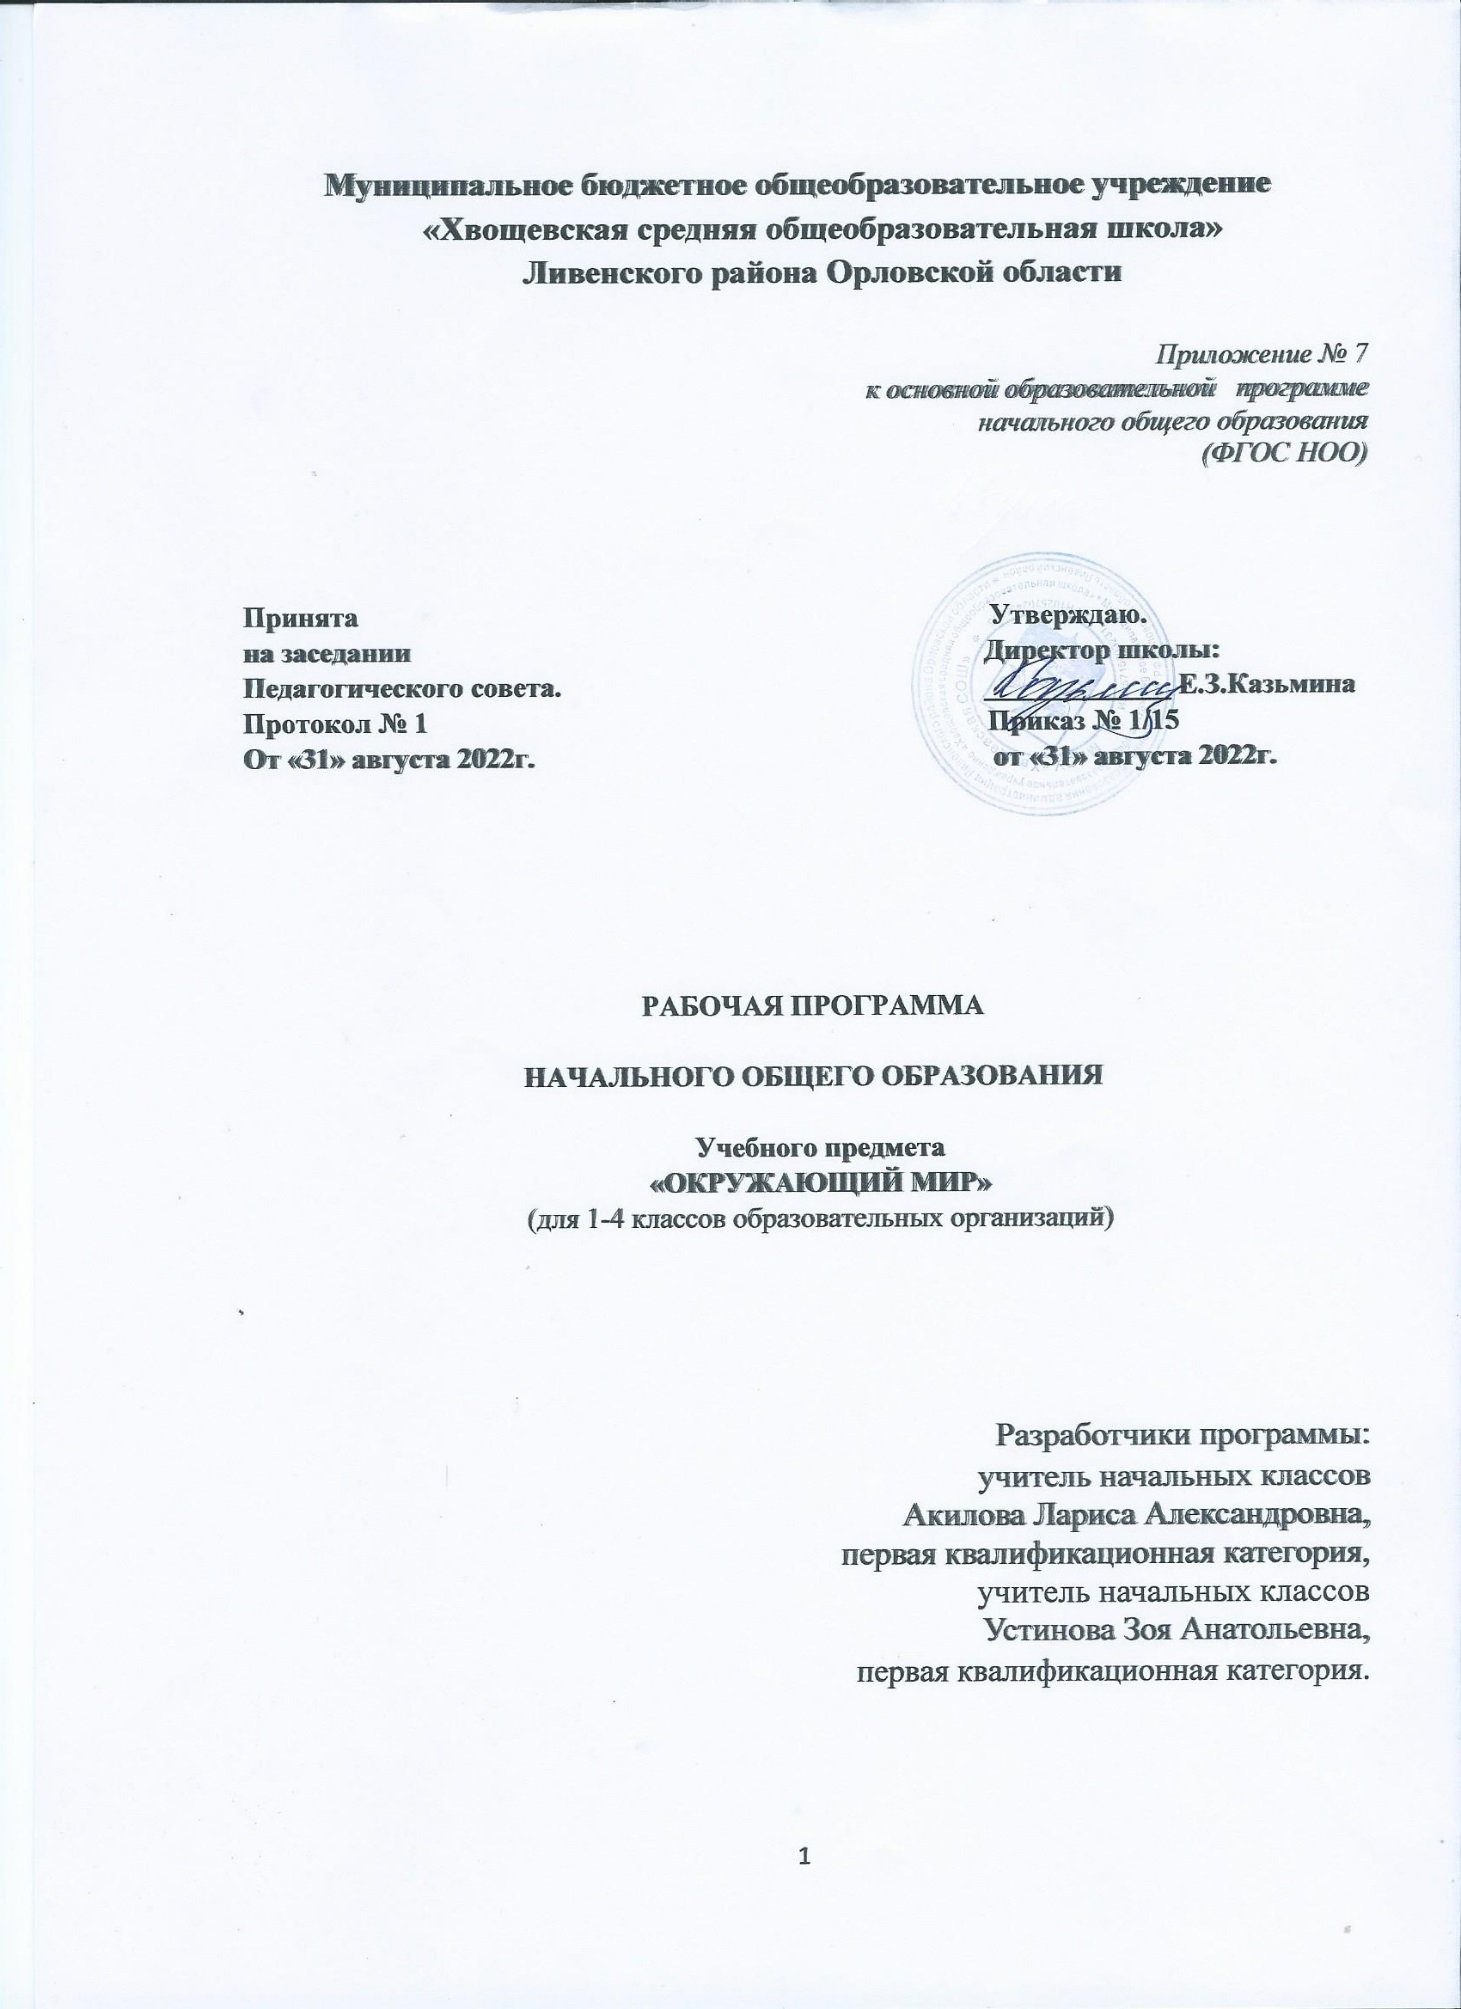 Муниципальное бюджетное общеобразовательное учреждение
«Хвощевская средняя общеобразовательная школа»
Ливенского района Орловской области
Приложение № 7
к основной образовательной программе
начального общего образования
(ФГОС НОО)
Принята
на заседании
Педагогического совета.
Протокол № 1
От «31» августа 2022г.
Утверждаю.
Директор школы:
Е.З.Казьмина
Приказ № 1/15
от «31» августа 2022г.
РАБОЧАЯ ПРОГРАММА
НАЧАЛЬНОГО ОБЩЕГО ОБРАЗОВАНИЯ
Учебного предмета
«ОКРУЖАЮЩИЙ МИР»
(для 1-4 классов образовательных организаций)
Разработчики программы:
учитель начальных классов
Акилова Лариса Александровна,
первая квалификационная категория,
учитель начальных классов
Устинова Зоя Анатольевна,
первая квалификационная категория.
1